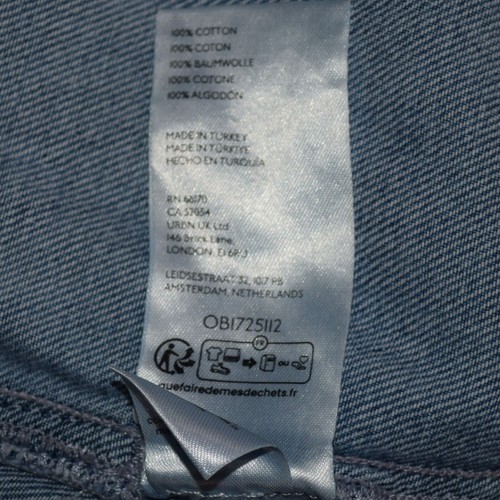 100% COTTON
100% COTON
100% BAUMWOLLE
100% COTONE
100% ALGODÓN
MADE IN TURKEY
MADE IN TÜRKIYE
HECHO EN TURQUÍA
RN 66170
CA 53054
URBN UK Ltd
146 Brick Lane,
LONDON, E1 6RU
LEIDSESTRAAT 32, 1017 PB
AMSTERDAM, NETHERLANDS
OB1725112
FR
OU
quefairedemesdechets.fr